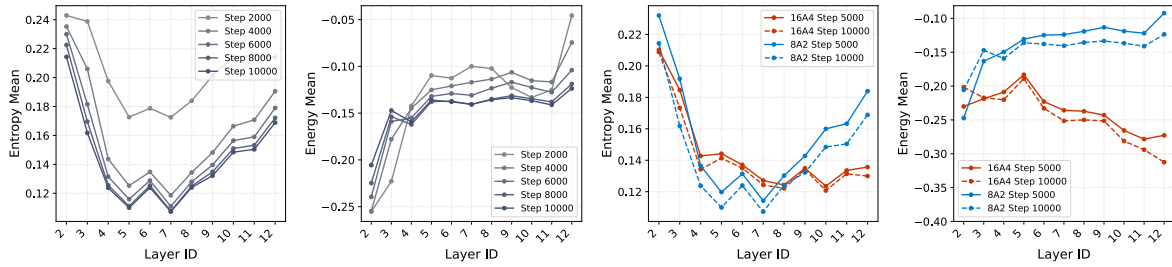 Entropy Mean
0.24
0.22
0.20
0.18
0.16
0.14
0.12
Step 2000
Step 4000
Step 6000
Step 8000
Step 10000
2 3 4 5 6 7 8 9 10 11 12
Layer ID
Energy Mean
−0.05
−0.10
−0.15
−0.20
−0.25
Step 2000
Step 4000
Step 6000
Step 8000
Step 10000
2 3 4 5 6 7 8 9 10 11 12
Layer ID
Entropy Mean
0.22
0.20
0.18
0.16
0.14
0.12
16A4 Step 5000
16A4 Step 10000
8A2 Step 5000
8A2 Step 10000
2 3 4 5 6 7 8 9 10 11 12
Layer ID
Energy Mean
−0.10
−0.15
−0.20
−0.25
−0.30
−0.35
−0.40
16A4 Step 5000
16A4 Step 10000
8A2 Step 5000
8A2 Step 10000
2 3 4 5 6 7 8 9 10 11 12
Layer ID